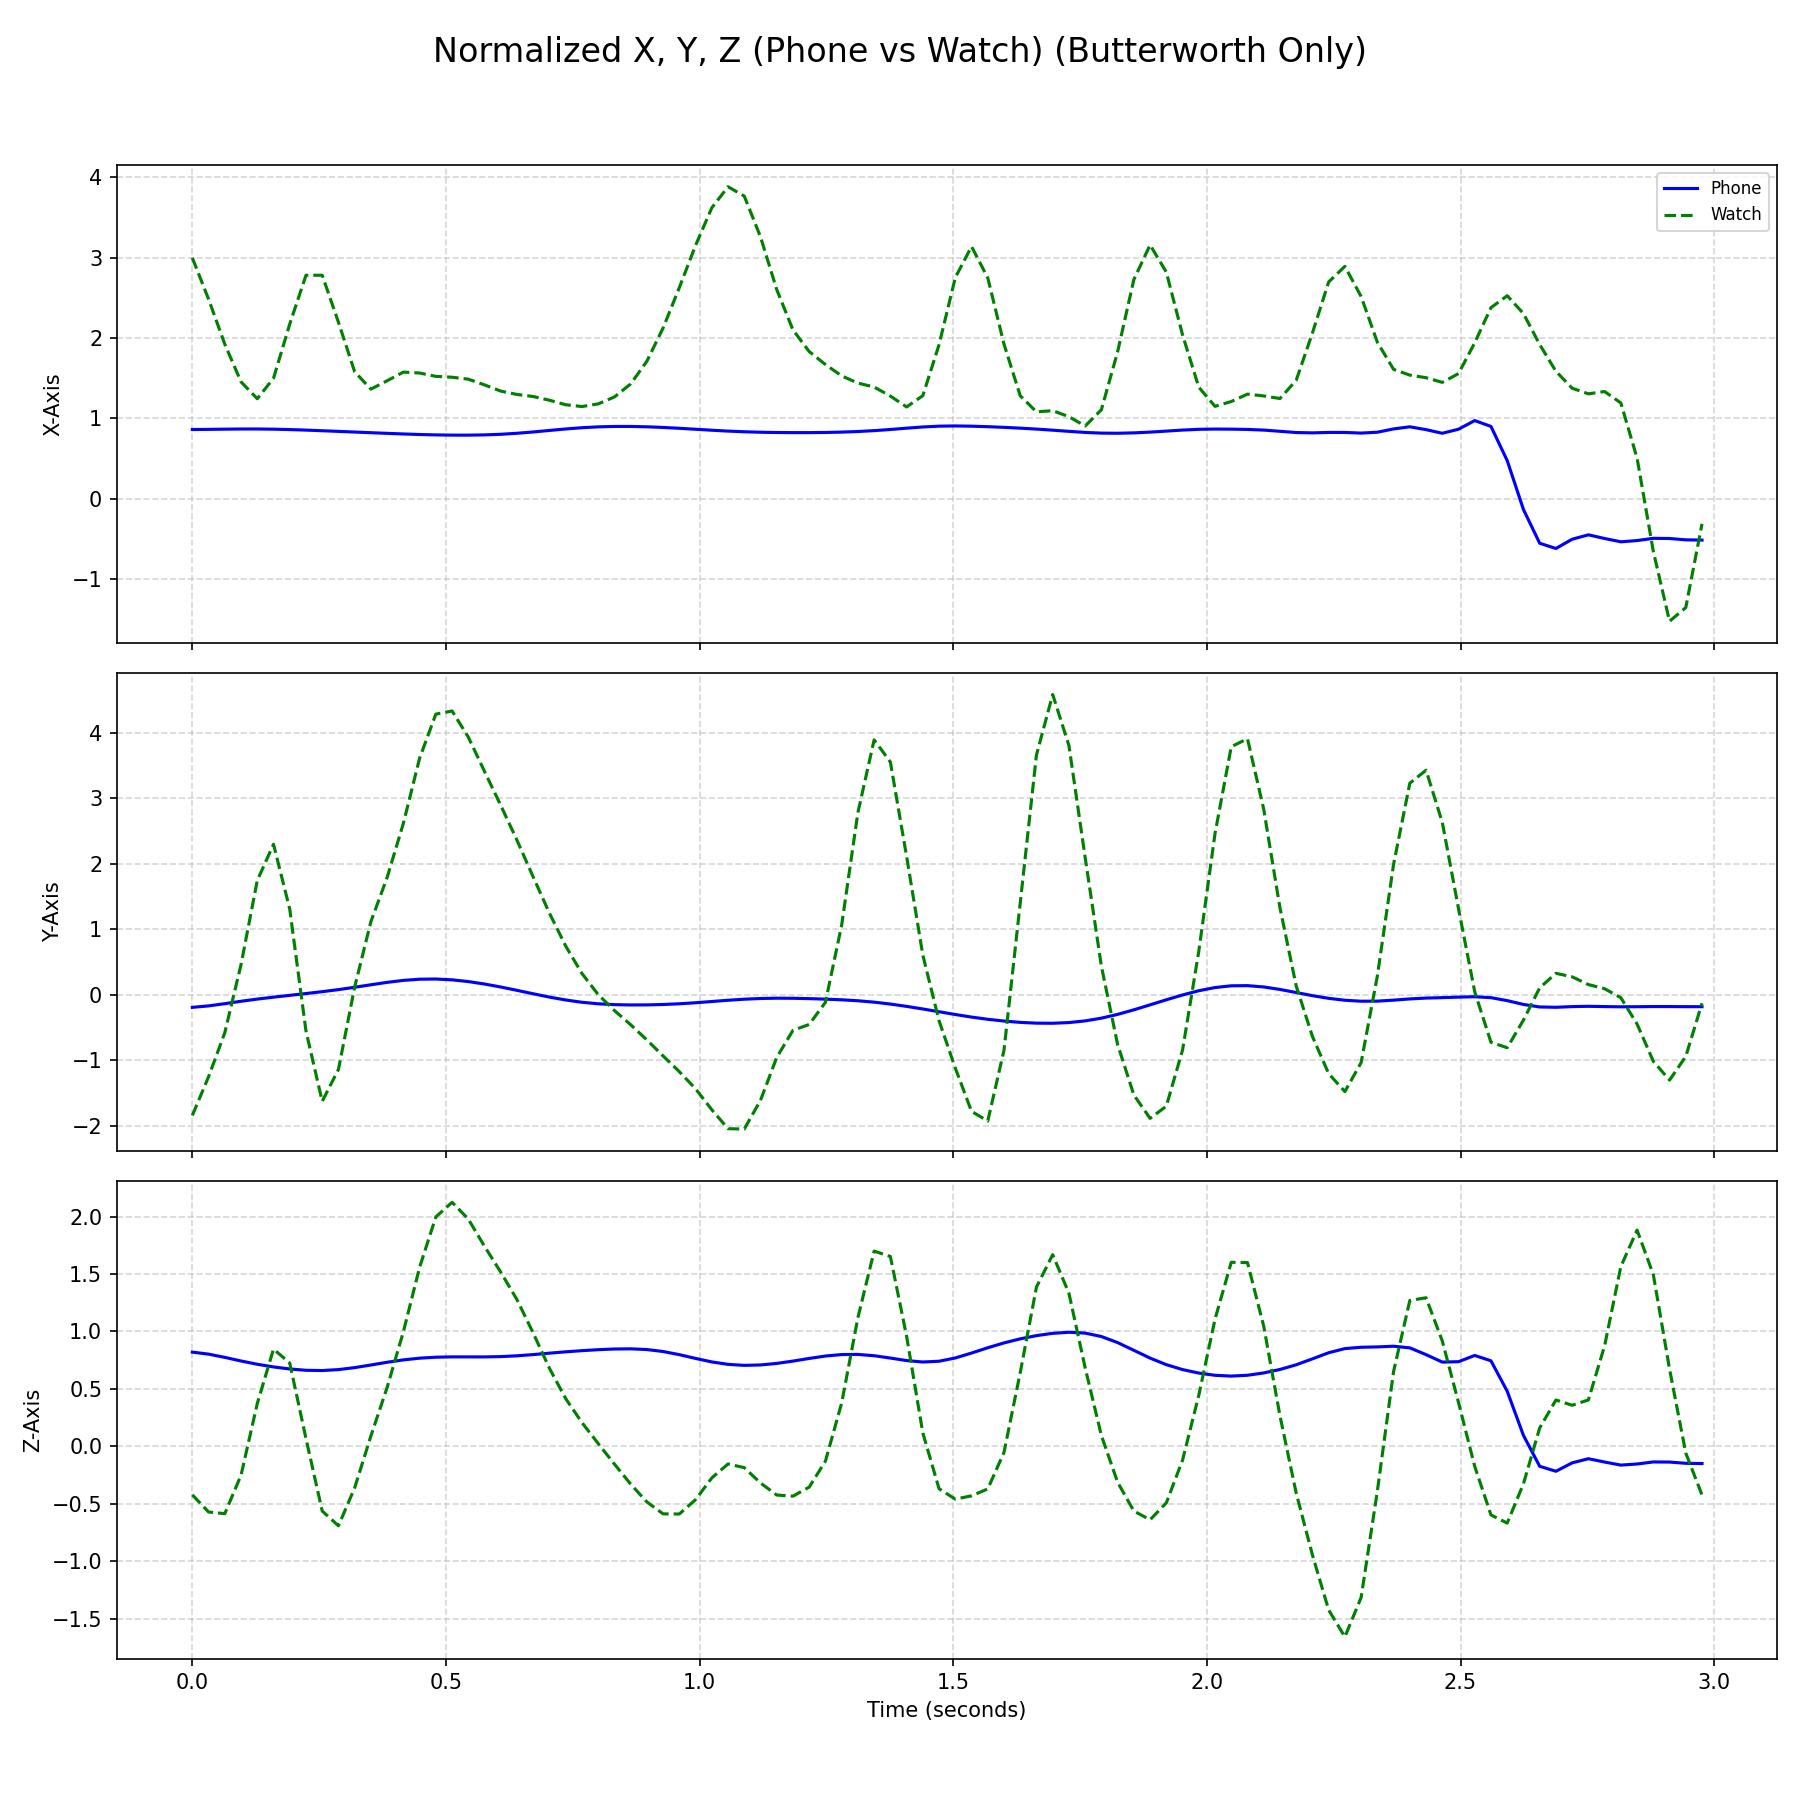 Normalized X, Y, Z (Phone vs Watch) (Butterworth Only)
Phone
Watch
X-Axis
4
3
2
1
0
−1
Y-Axis
4
3
2
1
0
−1
−2
Z-Axis
2.0
1.5
1.0
0.5
0.0
−0.5
−1.0
−1.5
0.0 0.5 1.0 1.5 2.0 2.5 3.0
Time (seconds)